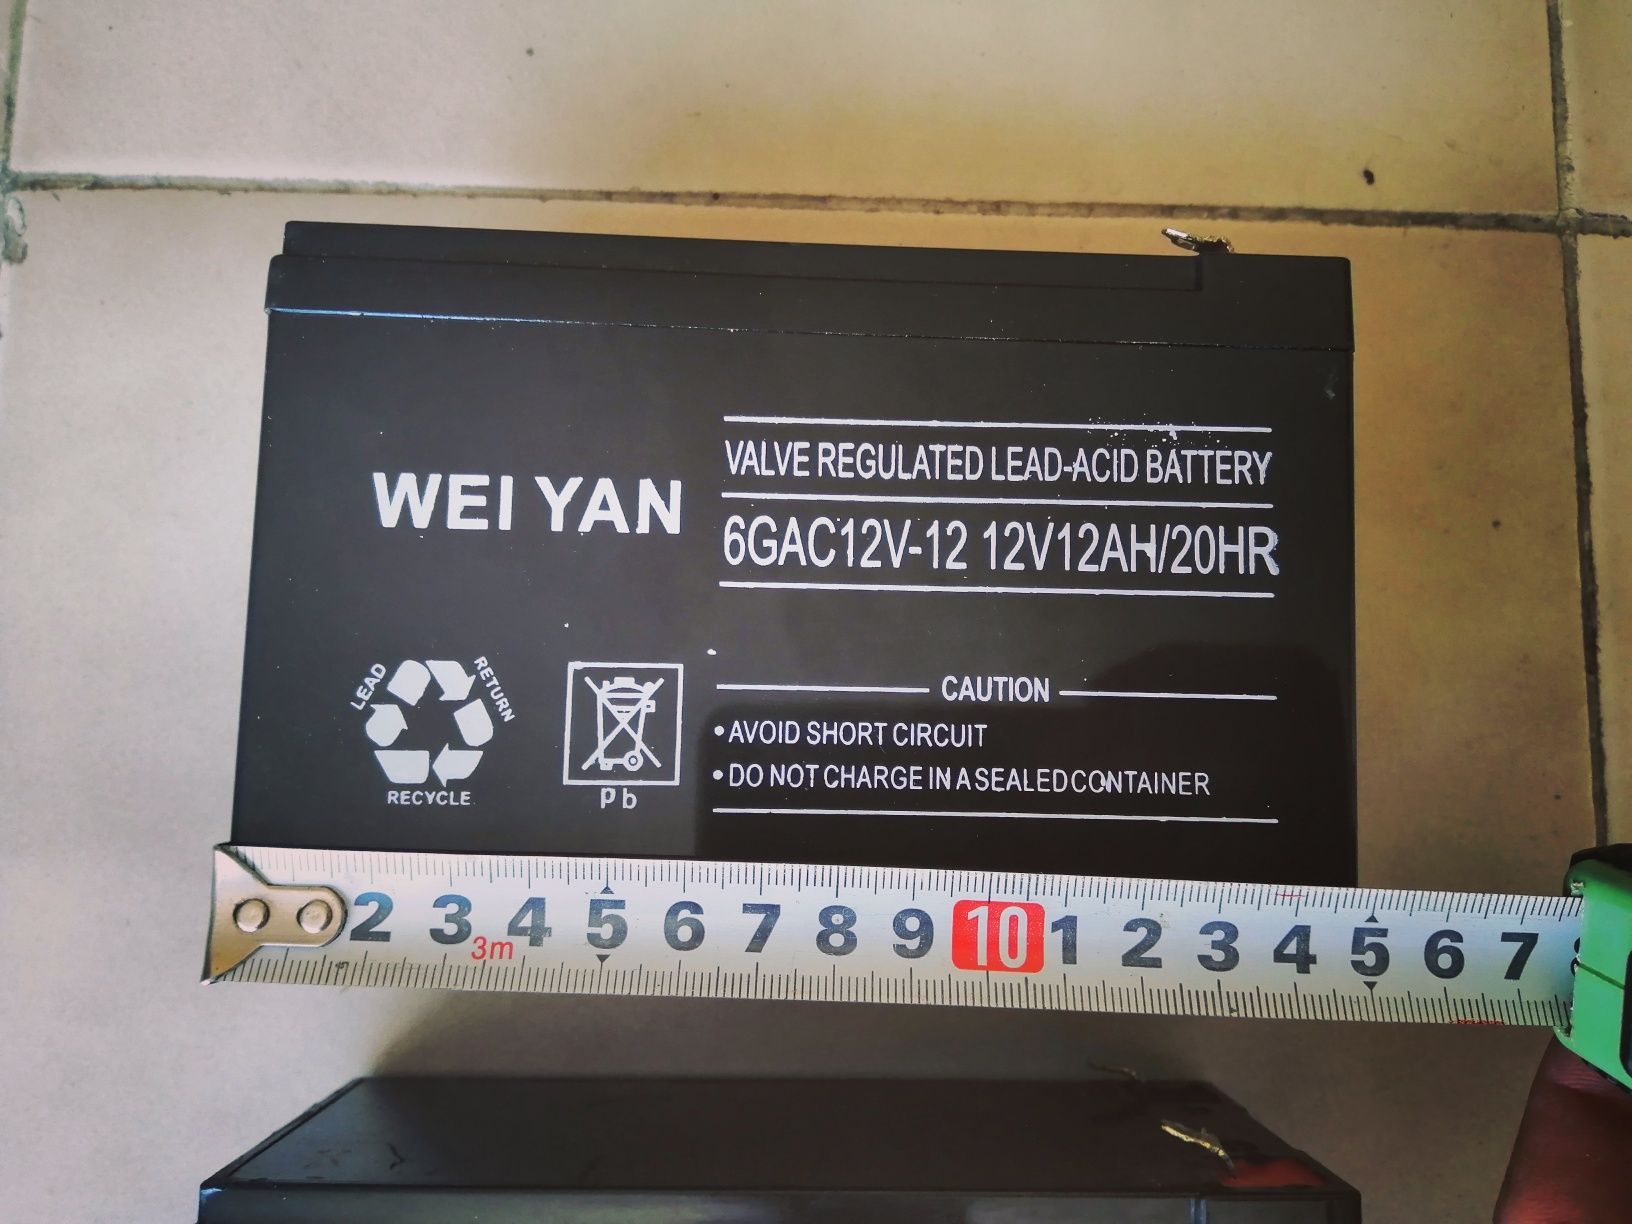 WEI YAN
VALVE REGULATED LEAD-ACID BATTERY
6GAC12V-12 12V12AH/20HR
LEAD
RETURN
RECYCLE
Pb
CAUTION
•AVOID SHORT CIRCUIT
•DO NOT CHARGE IN A SEALED CONTAINER
2 3 4 5 6 7 8 9 10 1 2 3 4 5 6 7
3m